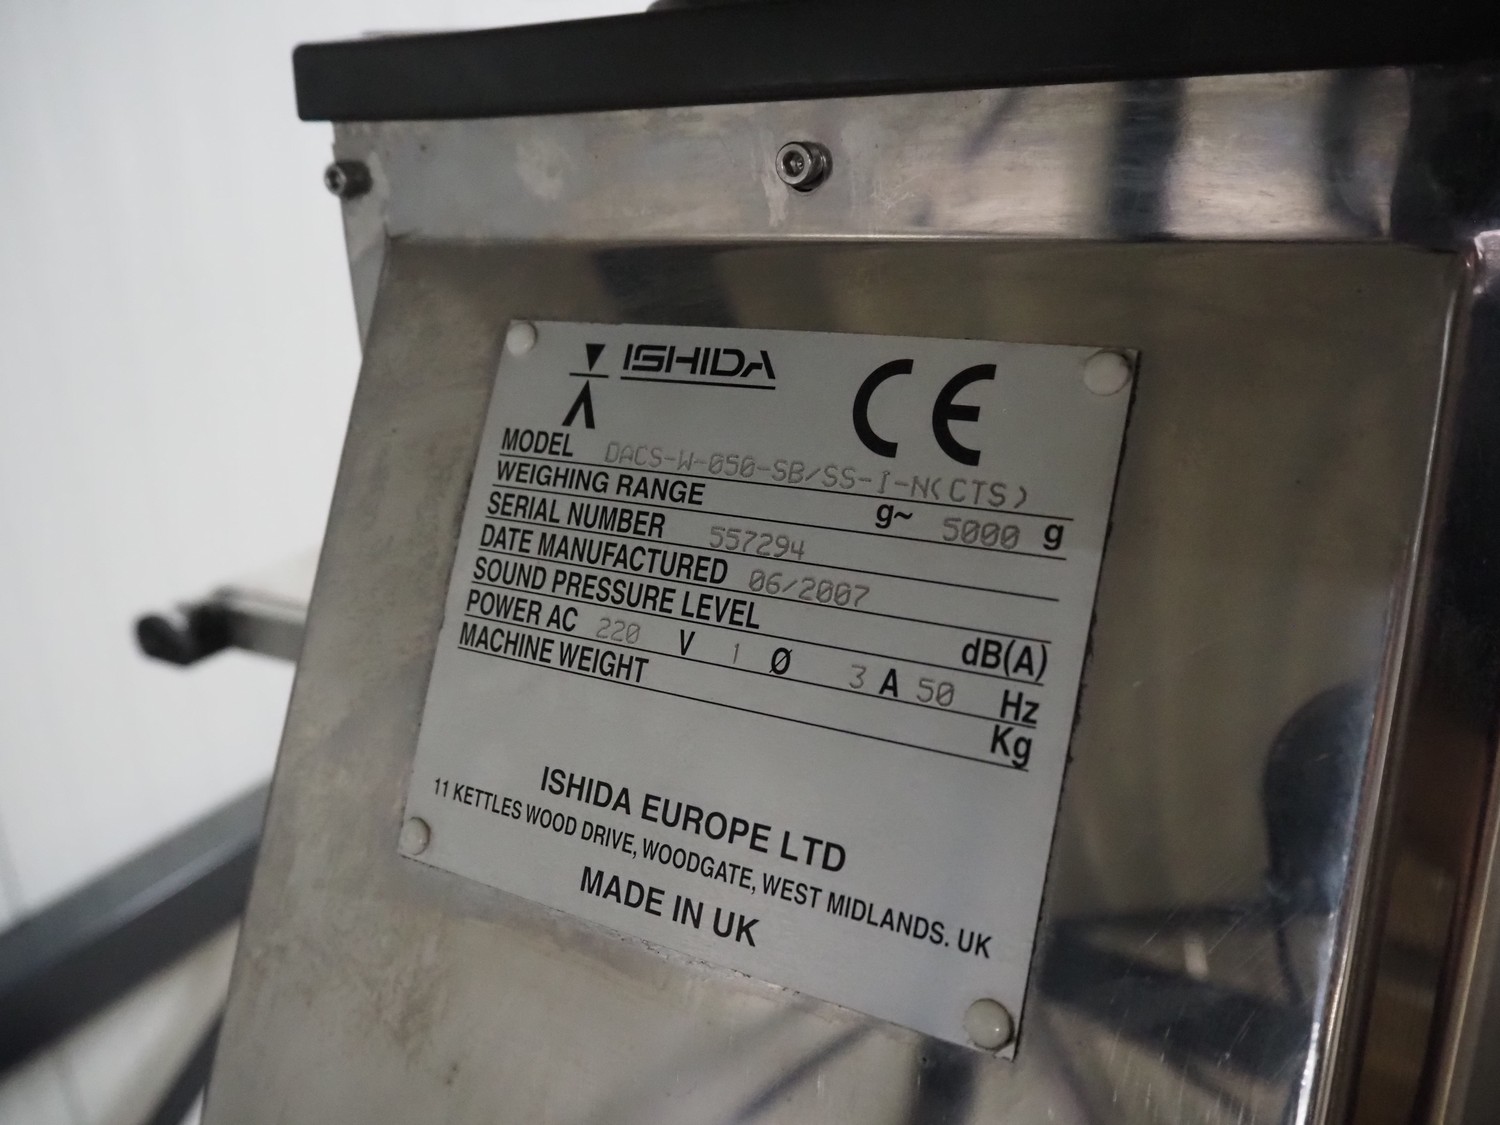 ISHIDA CE
MODEL DACS-W-050-SB/SS-I-N(CTS)
WEIGHING RANGE g~ 5000 g
SERIAL NUMBER 557294
DATE MANUFACTURED 06/2007
SOUND PRESSURE LEVEL dB(A)
POWER AC 220 V 1 Ø 3 A 50 Hz
MACHINE WEIGHT Kg
ISHIDA EUROPE LTD
11 KETTLES WOOD DRIVE, WOODGATE, WEST MIDLANDS. UK
MADE IN UK